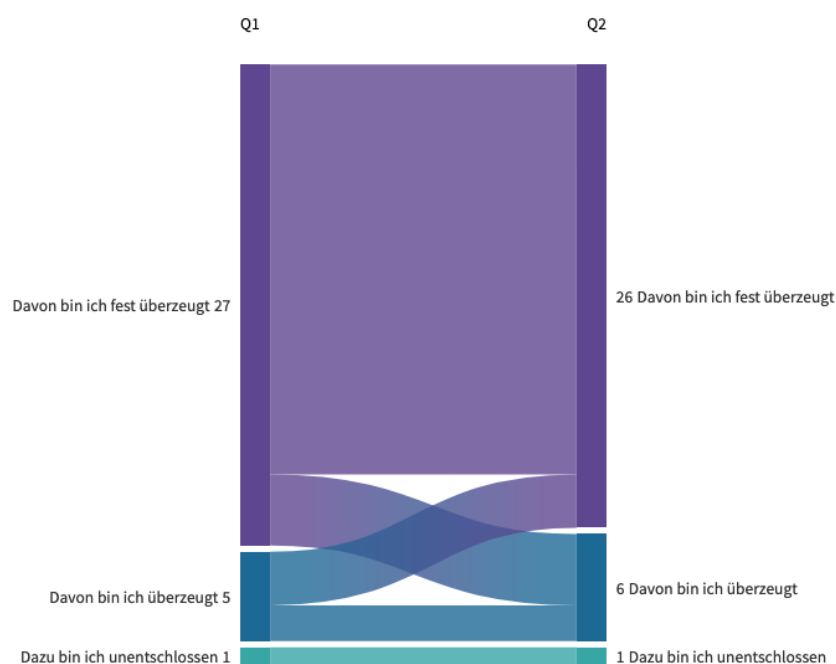 Q1
Q2
Davon bin ich fest überzeugt 27
26 Davon bin ich fest überzeugt
Davon bin ich überzeugt 5
6 Davon bin ich überzeugt
Dazu bin ich unentschlossen 1
1 Dazu bin ich unentschlossen